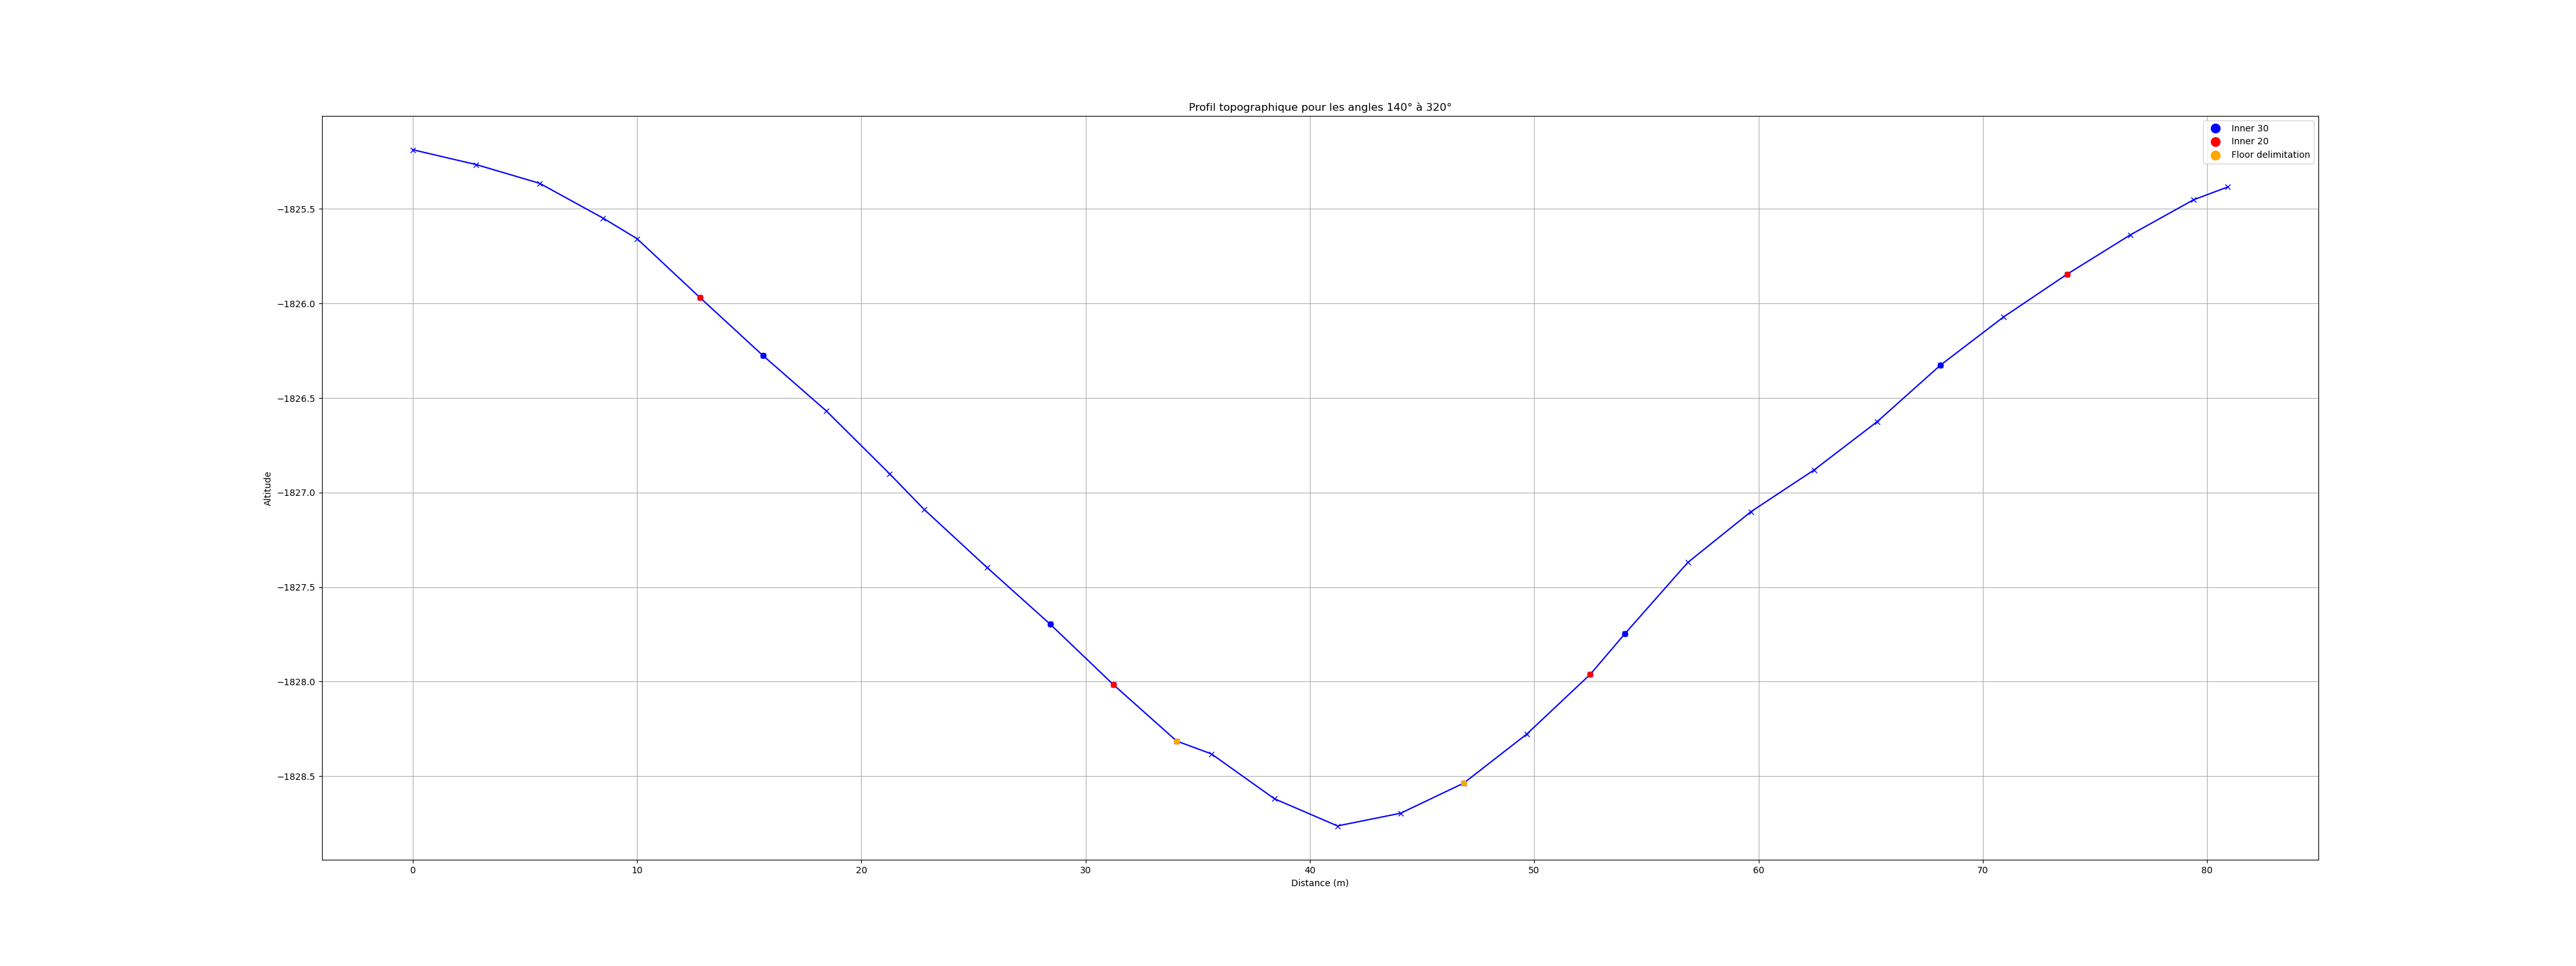 Profil topographique pour les angles 140° à 320°
Inner 30
Inner 20
Floor delimitation
−1825.5
−1826.0
−1826.5
−1827.0
−1827.5
−1828.0
−1828.5
Altitude
0 10 20 30 40 50 60 70 80
Distance (m)